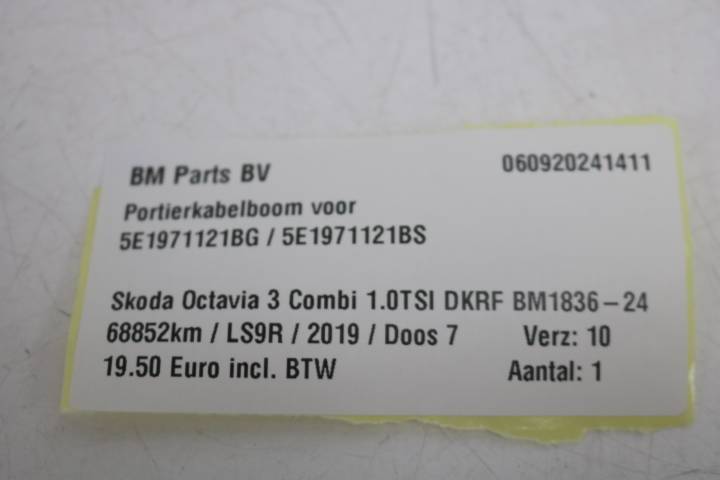 BM Parts BV 060920241411
Portierkabelboom voor
5E1971121BG / 5E1971121BS
Skoda Octavia 3 Combi 1.0TSI DKRF BM1836-24
68852km / LS9R / 2019 / Doos 7 Verz: 10
19.50 Euro incl. BTW Aantal: 1